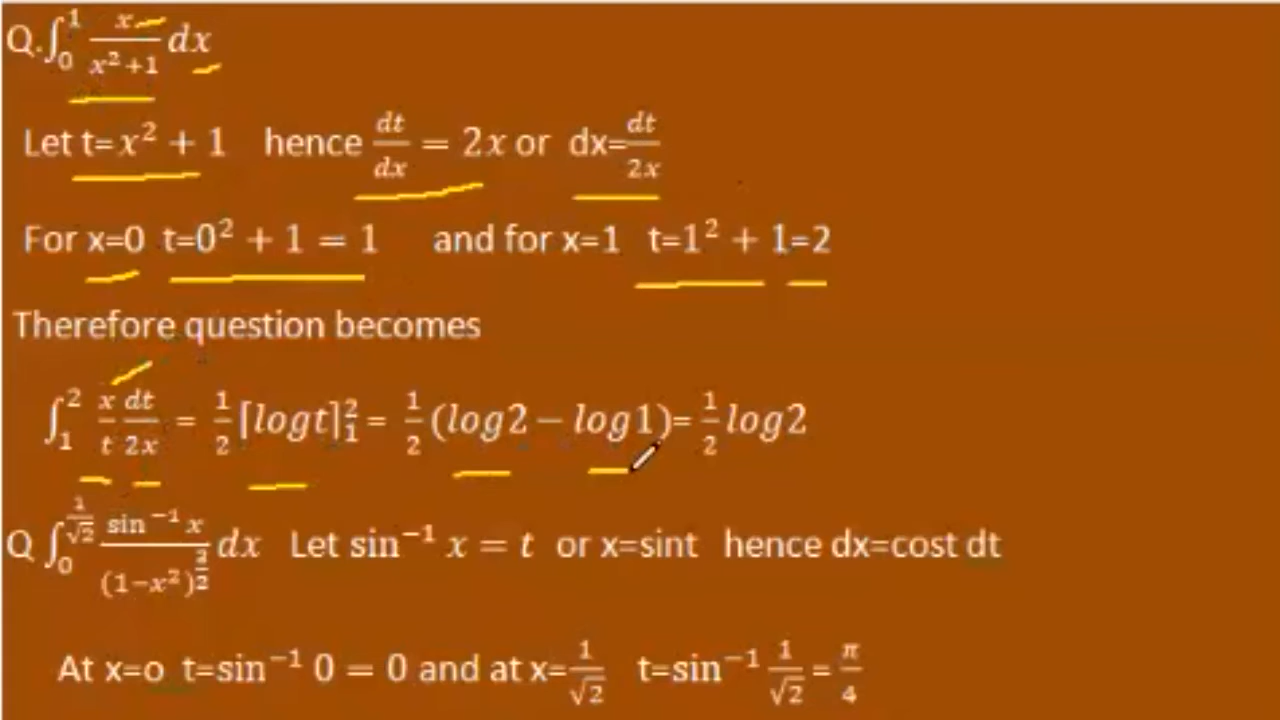 Q.∫₀¹ x/(x²+1) dx
Let t=x² + 1 hence dt/dx = 2x or dx=dt/2x
For x=0 t=0² + 1 = 1 and for x=1 t=1² + 1=2
Therefore question becomes
∫₁² x/t dt/2x = 1/2 [logt]₁² = 1/2 (log2 − log1)= 1/2 log2
Q ∫₀^(1/√2) sin⁻¹ x/(1−x²)^(3/2) dx Let sin⁻¹ x = t or x=sint hence dx=cost dt
At x=o t=sin⁻¹ 0 = 0 and at x=1/√2 t=sin⁻¹ 1/√2 = π/4